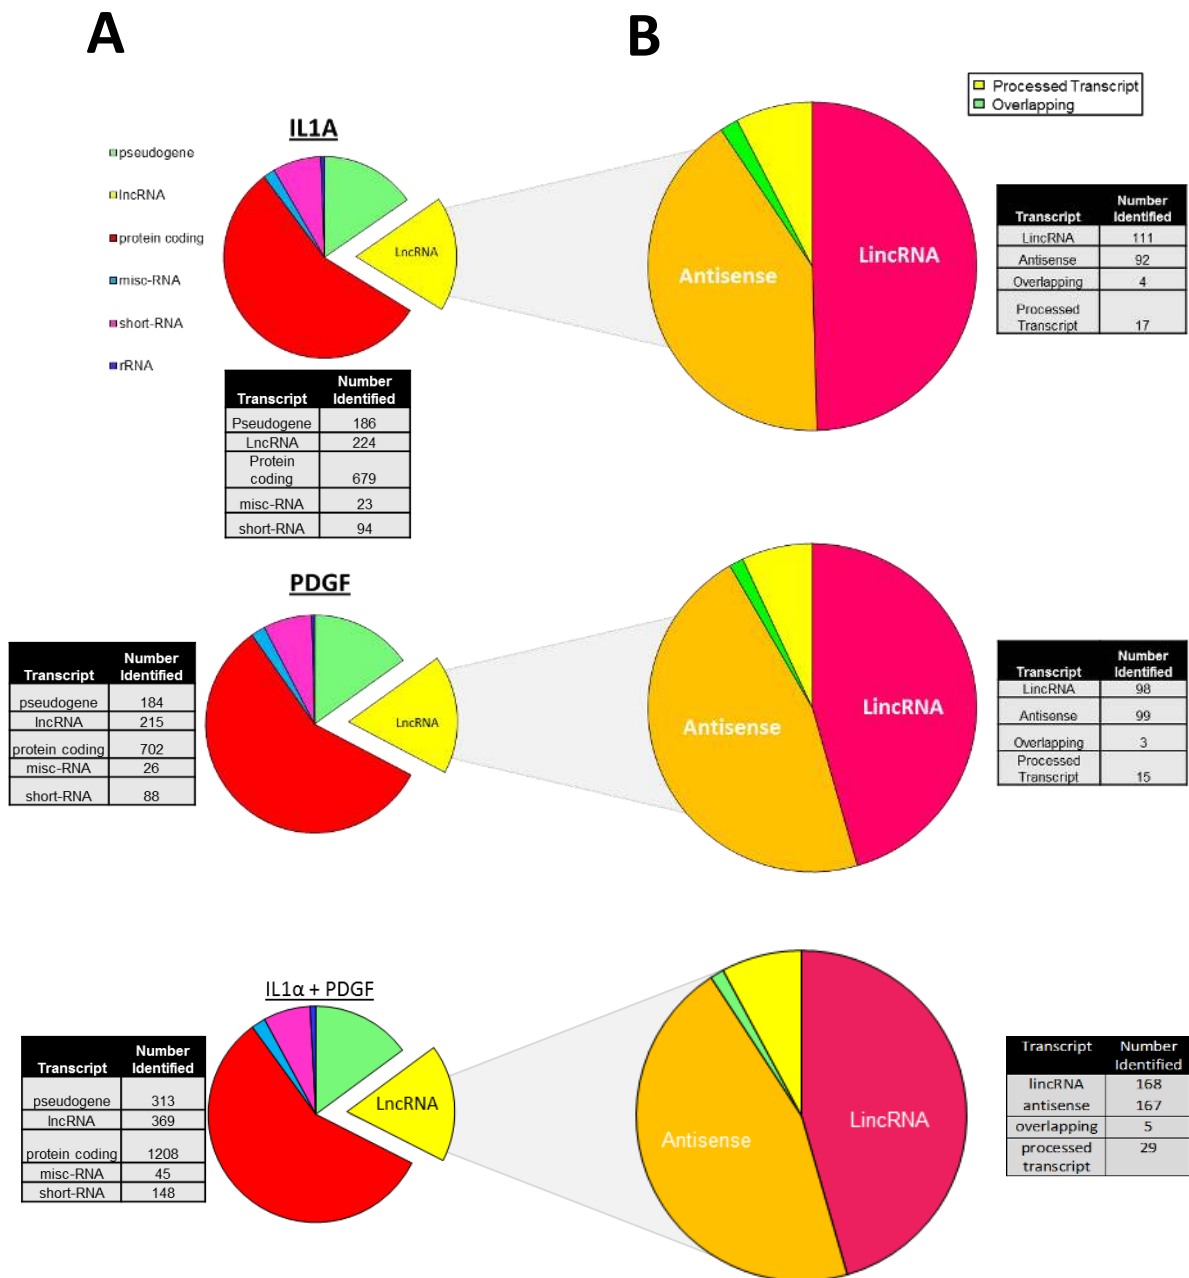 A
B
Processed Transcript
Overlapping
IL1A
pseudogene
lncRNA
protein coding
misc-RNA
short-RNA
rRNA
LncRNA
Antisense
LincRNA
Transcript Number Identified
LincRNA 111
Antisense 92
Overlapping 4
Processed Transcript 17
Transcript Number Identified
Pseudogene 186
LncRNA 224
Protein coding 679
misc-RNA 23
short-RNA 94
PDGF
Transcript Number Identified
pseudogene 184
lncRNA 215
protein coding 702
misc-RNA 26
short-RNA 88
LncRNA
Antisense
LincRNA
Transcript Number Identified
LincRNA 98
Antisense 99
Overlapping 3
Processed Transcript 15
IL1α + PDGF
Transcript Number Identified
pseudogene 313
lncRNA 369
protein coding 1208
misc-RNA 45
short-RNA 148
LncRNA
Antisense
LincRNA
Transcript Number Identified
lincRNA 168
antisense 167
overlapping 5
processed transcript 29